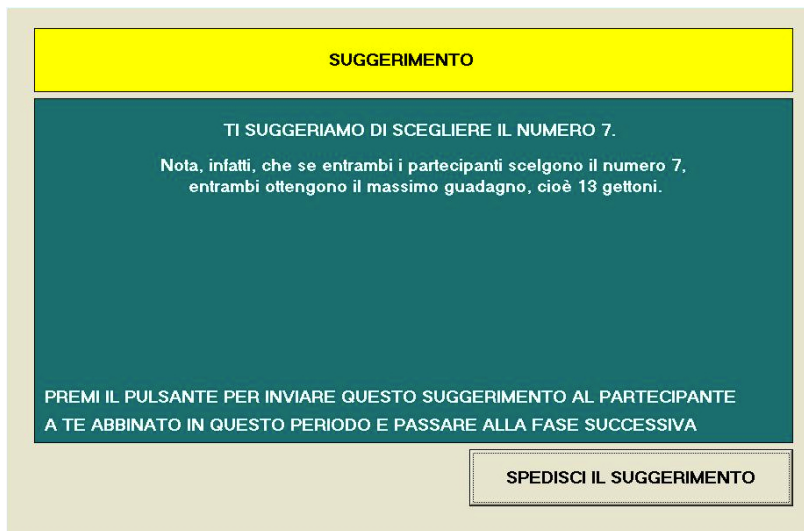 SUGGERIMENTO
TI SUGGERIAMO DI SCEGLIERE IL NUMERO 7.
Nota, infatti, che se entrambi i partecipanti scelgono il numero 7,
entrambi ottengono il massimo guadagno, cioè 13 gettoni.
PREMI IL PULSANTE PER INVIARE QUESTO SUGGERIMENTO AL PARTECIPANTE
A TE ABBINATO IN QUESTO PERIODO E PASSARE ALLA FASE SUCCESSIVA
SPEDISCI IL SUGGERIMENTO